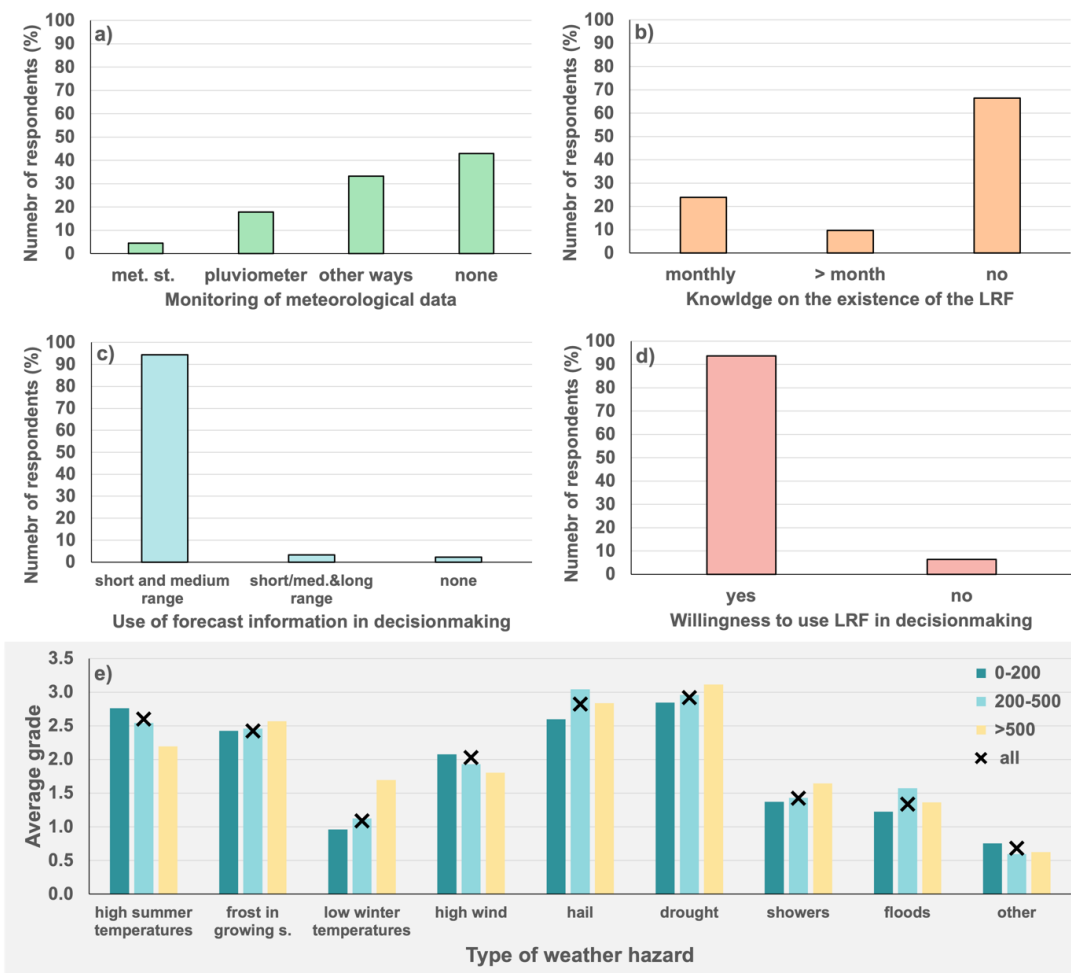 a)
Numebr of respondents (%)
100
90
80
70
60
50
40
30
20
10
0
met. st. pluviometer other ways none
Monitoring of meteorological data
b)
Numebr of respondents (%)
100
90
80
70
60
50
40
30
20
10
0
monthly > month no
Knowldge on the existence of the LRF
c)
Numebr of respondents (%)
100
90
80
70
60
50
40
30
20
10
0
short and medium short/med.&long none
range range
Use of forecast information in decisionmaking
d)
Numebr of respondents (%)
100
90
80
70
60
50
40
30
20
10
0
yes no
Willingness to use LRF in decisionmaking
e)
Average grade
3.5
3.0
2.5
2.0
1.5
1.0
0.5
0.0
0-200
200-500
>500
all
high summer frost in low winter high wind hail drought showers floods other
temperatures growing s. temperatures
Type of weather hazard